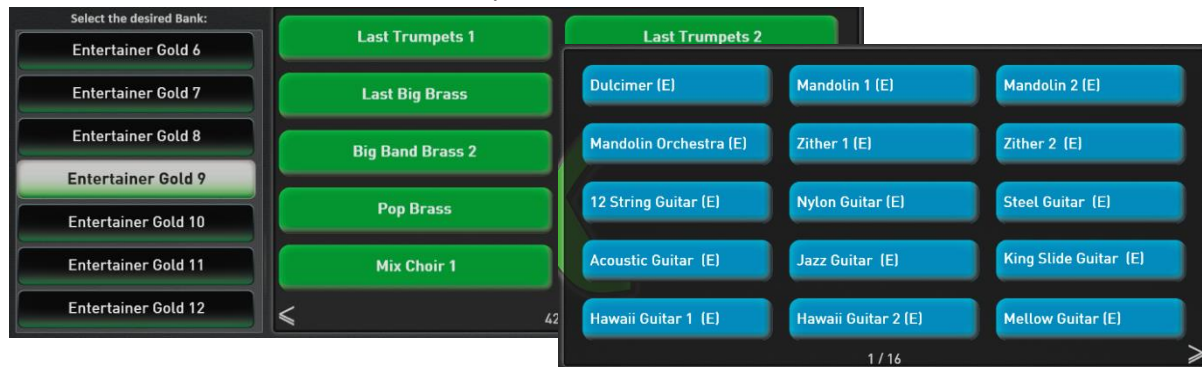 Select the desired Bank:
Entertainer Gold 6
Entertainer Gold 7
Entertainer Gold 8
Entertainer Gold 9
Entertainer Gold 10
Entertainer Gold 11
Entertainer Gold 12
Last Trumpets 1
Last Trumpets 2
Last Big Brass
Big Band Brass 2
Pop Brass
Mix Choir 1
42
Dulcimer (E)
Mandolin 1 (E)
Mandolin 2 (E)
Mandolin Orchestra (E)
Zither 1 (E)
Zither 2 (E)
12 String Guitar (E)
Nylon Guitar (E)
Steel Guitar (E)
Acoustic Guitar (E)
Jazz Guitar (E)
King Slide Guitar (E)
Hawaii Guitar 1 (E)
Hawaii Guitar 2 (E)
Mellow Guitar (E)
1 / 16